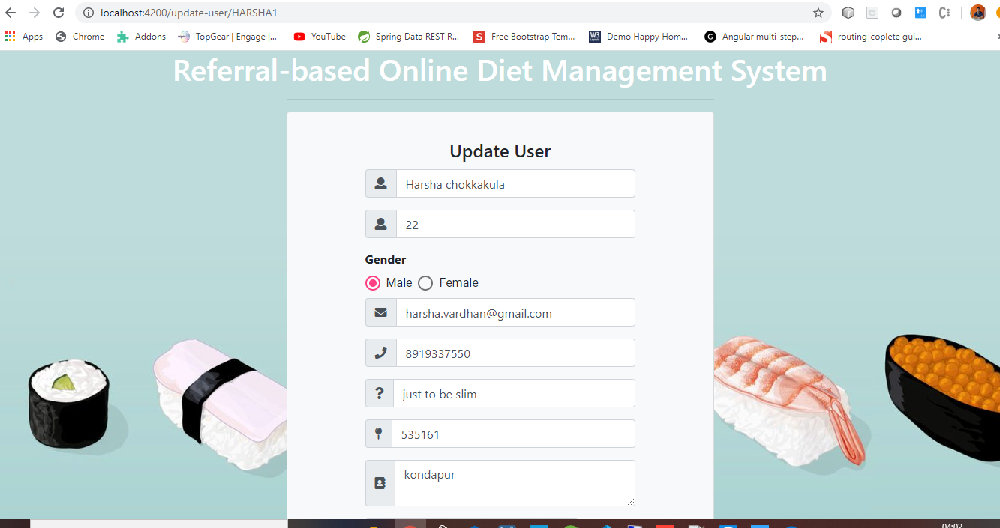 localhost:4200/update-user/HARSHA1
Apps Chrome Addons TopGear | Engage |... YouTube Spring Data REST R... S Free Bootstrap Tem... W3 Demo Happy Hom... G Angular multi-step... routing-coplete gui...
Referral-based Online Diet Management System
Update User
Harsha chokkakula
22
Gender
Male Female
harsha.vardhan@gmail.com
8919337550
? just to be slim
535161
kondapur
04:02